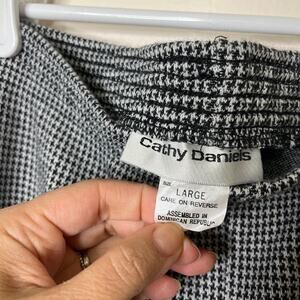 Cathy Daniels
SIZE
LARGE
CARE ON REVERSE
ASSEMBLED IN
DOMINICAN REPUBLIC